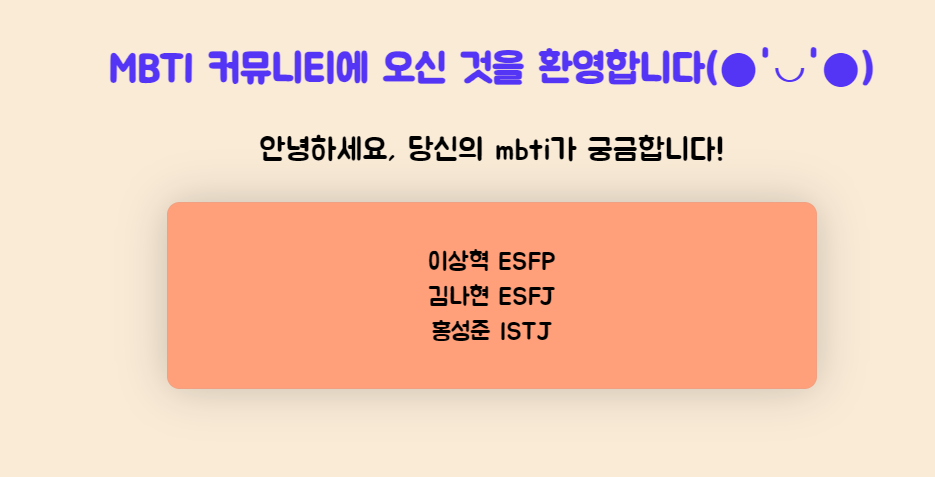 MBTI 커뮤니티에 오신 것을 환영합니다(●'◡'●)
안녕하세요, 당신의 mbti가 궁금합니다!
이상혁 ESFP
김나현 ESFJ
홍성준 ISTJ